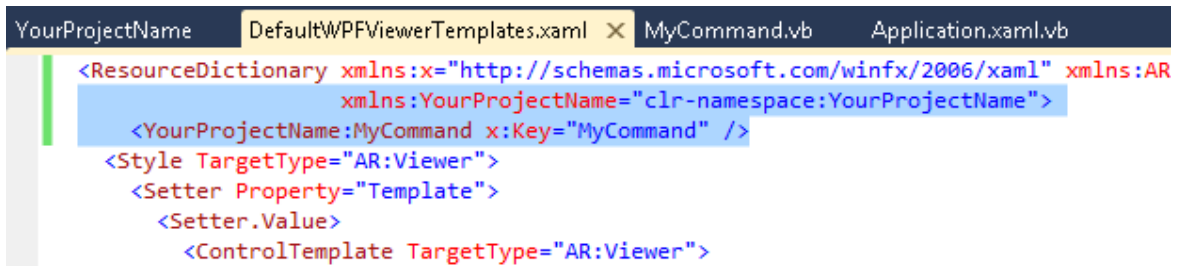 YourProjectName DefaultWPFViewerTemplates.xaml × MyCommand.vb Application.xaml.vb
<ResourceDictionary xmlns:x="http://schemas.microsoft.com/winfx/2006/xaml" xmlns:AR
xmlns:YourProjectName="clr-namespace:YourProjectName">
<YourProjectName:MyCommand x:Key="MyCommand" />
<Style TargetType="AR:Viewer">
<Setter Property="Template">
<Setter.Value>
<ControlTemplate TargetType="AR:Viewer">